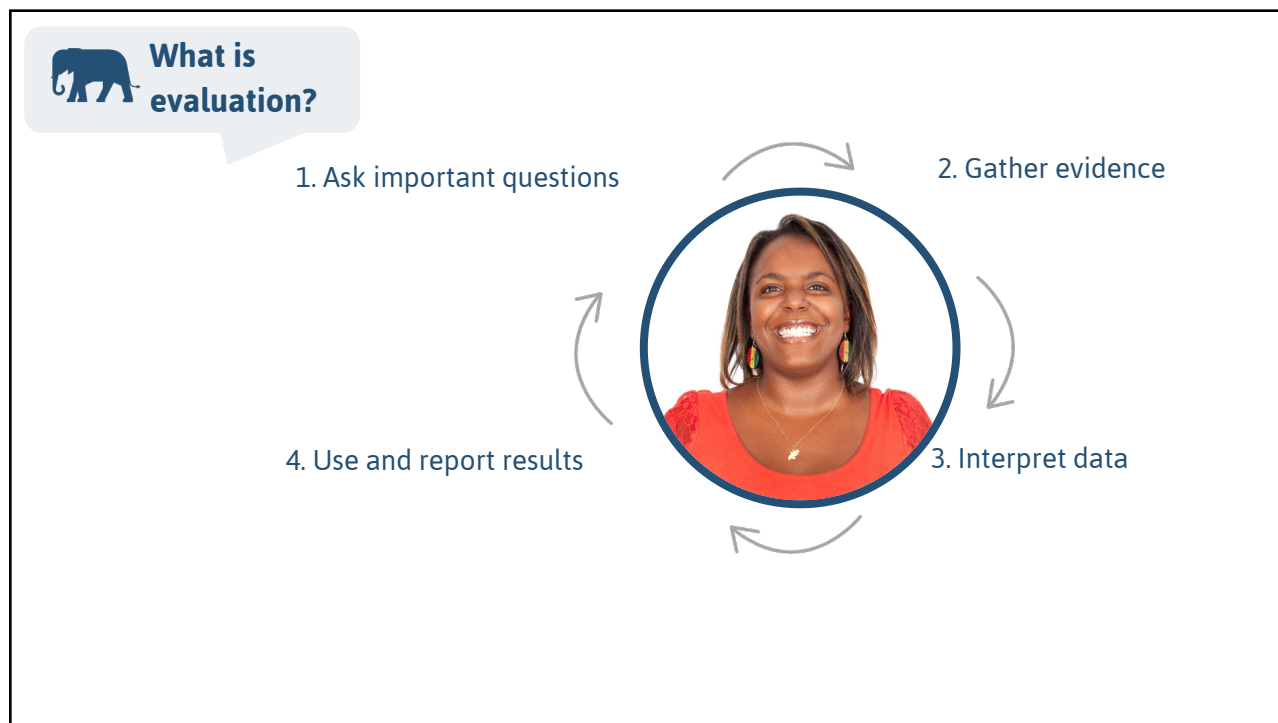 What is
evaluation?
1. Ask important questions
2. Gather evidence
3. Interpret data
4. Use and report results